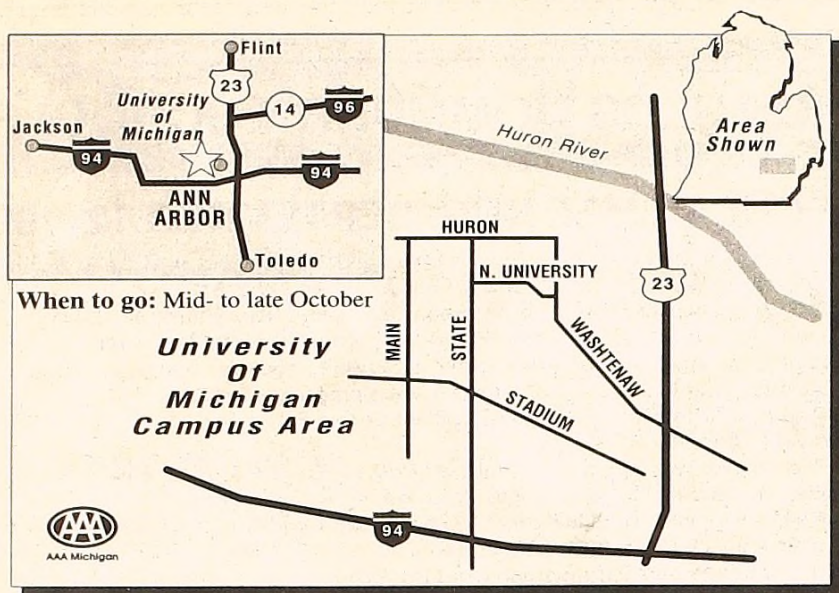 Flint
23
14
96
University
of
Michigan
Jackson
94
94
ANN
ARBOR
Toledo
When to go: Mid- to late October
University
Of
Michigan
Campus Area
AAA
AAA Michigan
Huron River
Area
Shown
HURON
N. UNIVERSITY
23
MAIN
STATE
WASHTENAW
STADIUM
94